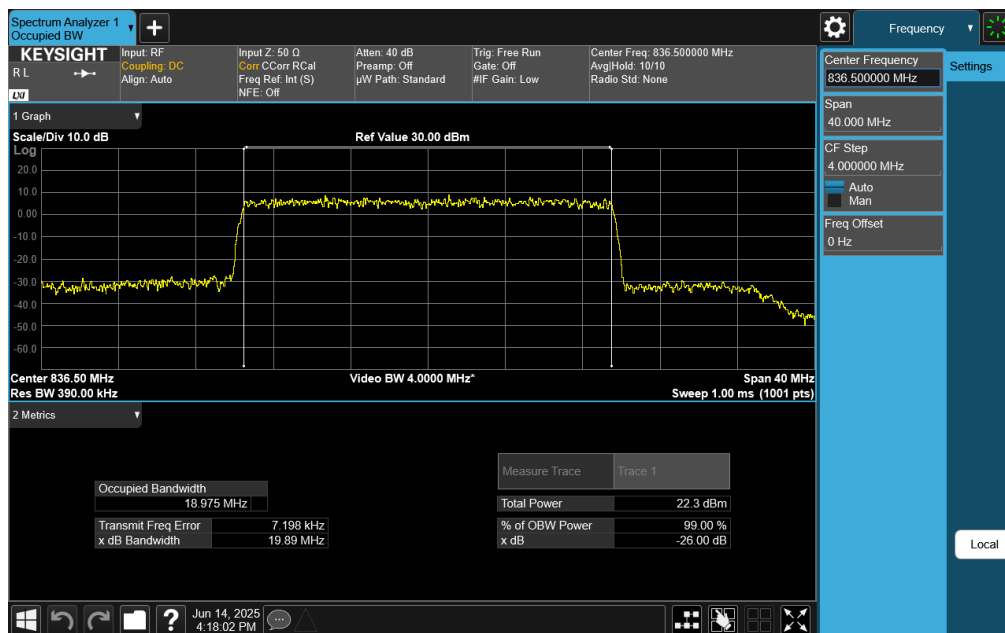 Spectrum Analyzer 1
Occupied BW
Frequency
KEYSIGHT
R L
LXI
Input: RF
Coupling: DC
Align: Auto
Input Z: 50 Ω
Corr CCorr RCal
Freq Ref: Int (S)
NFE: Off
Atten: 40 dB
Preamp: Off
µW Path: Standard
Trig: Free Run
Gate: Off
#IF Gain: Low
Center Freq: 836.500000 MHz
Avg|Hold: 10/10
Radio Std: None
Center Frequency
836.500000 MHz
Settings
Span
40.000 MHz
CF Step
4.000000 MHz
Auto
Man
Freq Offset
0 Hz
1 Graph
Scale/Div 10.0 dB
Ref Value 30.00 dBm
Log
20.0
10.0
0.00
-10.0
-20.0
-30.0
-40.0
-50.0
-60.0
Center 836.50 MHz
Video BW 4.0000 MHz*
Span 40 MHz
Res BW 390.00 kHz
Sweep 1.00 ms (1001 pts)
2 Metrics
Measure Trace
Trace 1
Occupied Bandwidth
18.975 MHz
Total Power
22.3 dBm
Transmit Freq Error
7.198 kHz
% of OBW Power
99.00 %
x dB Bandwidth
19.89 MHz
x dB
-26.00 dB
Local
Jun 14, 2025
4:18:02 PM